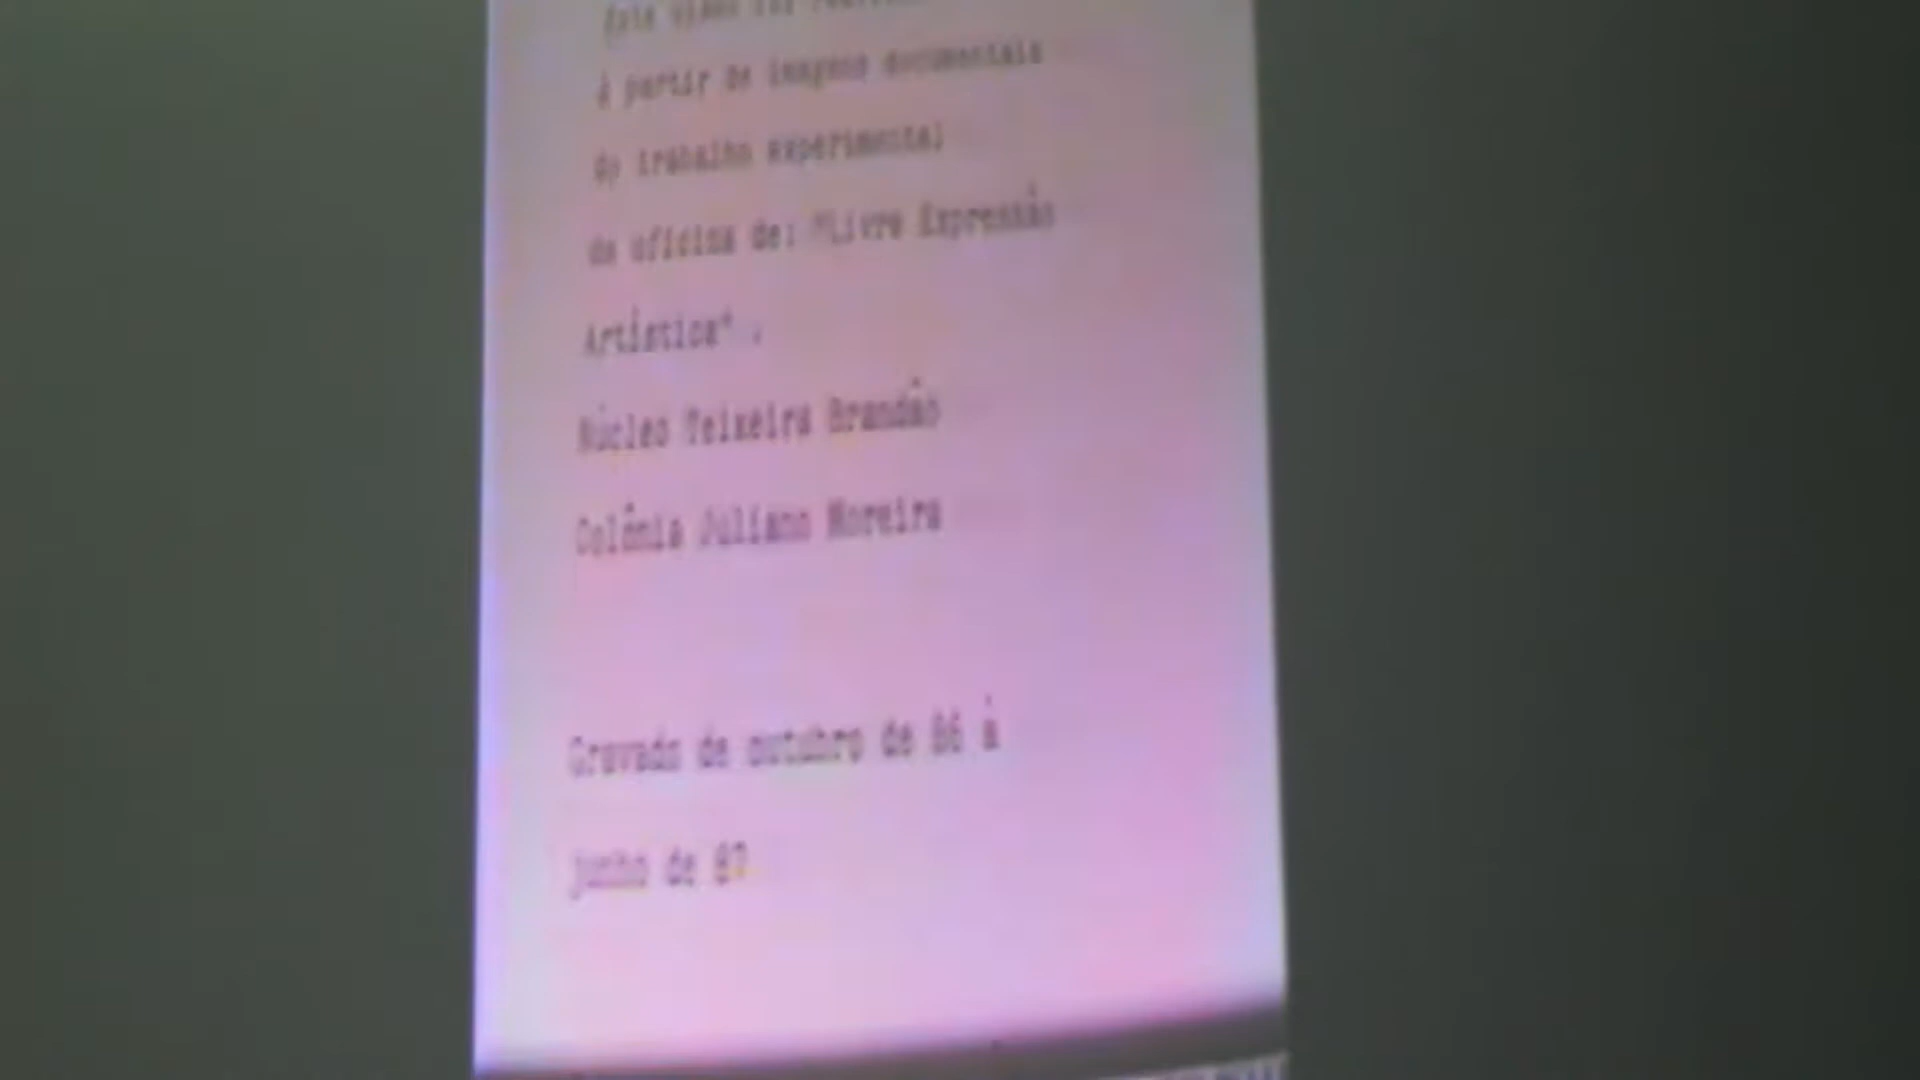 à partir de imagens documentais
do trabalho experimental
da oficina de: "Livre Expressão
Artística".
Núcleo Teixeira Brandão
Colônia Juliano Moreira
Gravado de outubro de 86 à
junho de 87